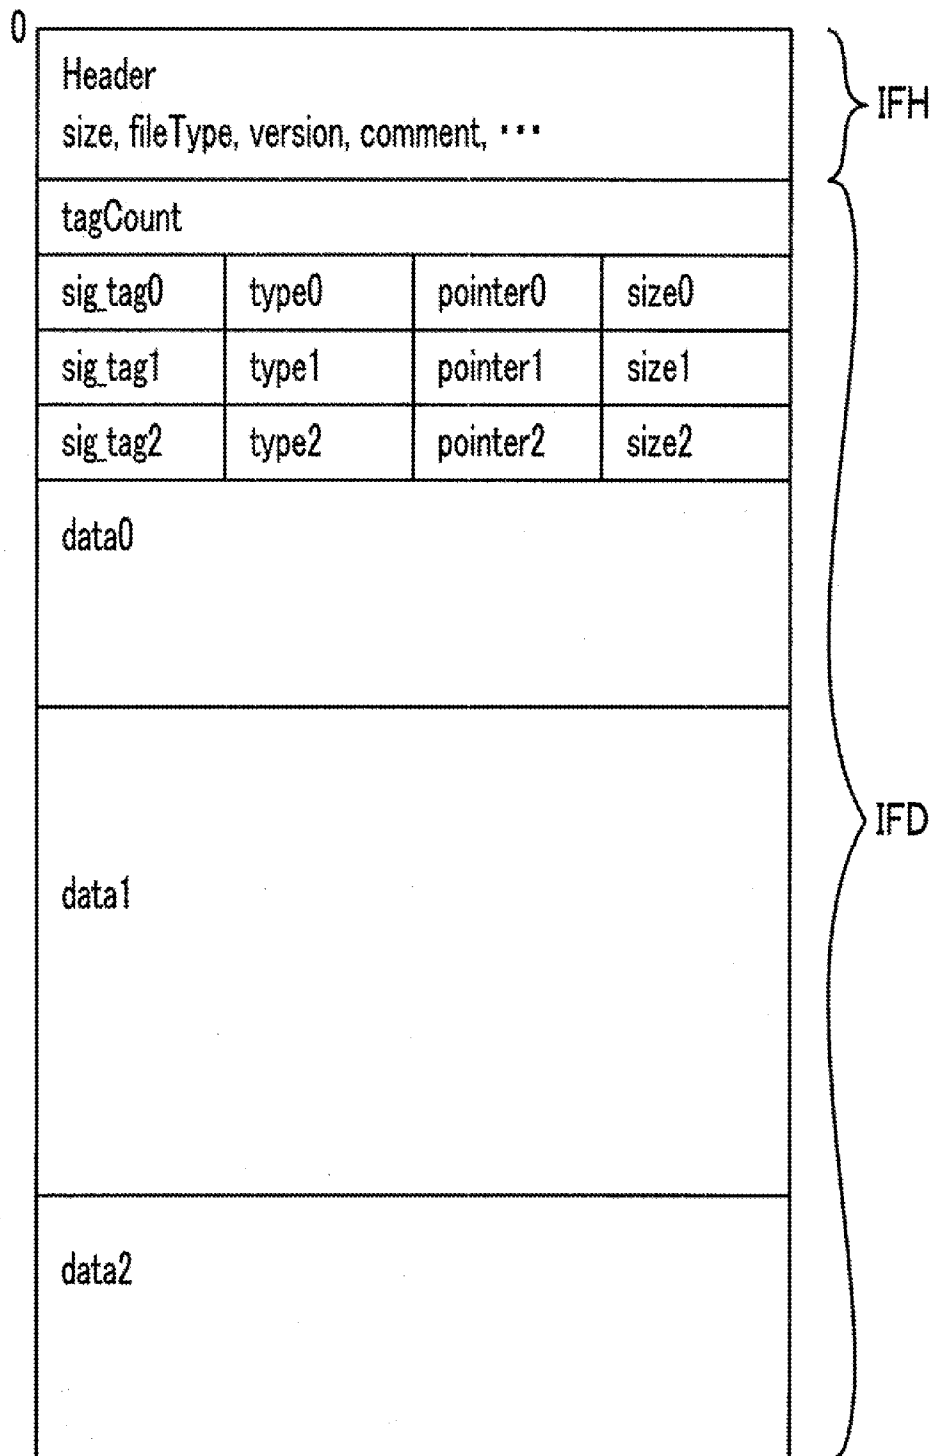 0
Header
IFH
size, fileType, version, comment, ･･･
tagCount
sig_tag0 type0 pointer0 size0
sig_tag1 type1 pointer1 size1
sig_tag2 type2 pointer2 size2
data0
IFD
data1
data2